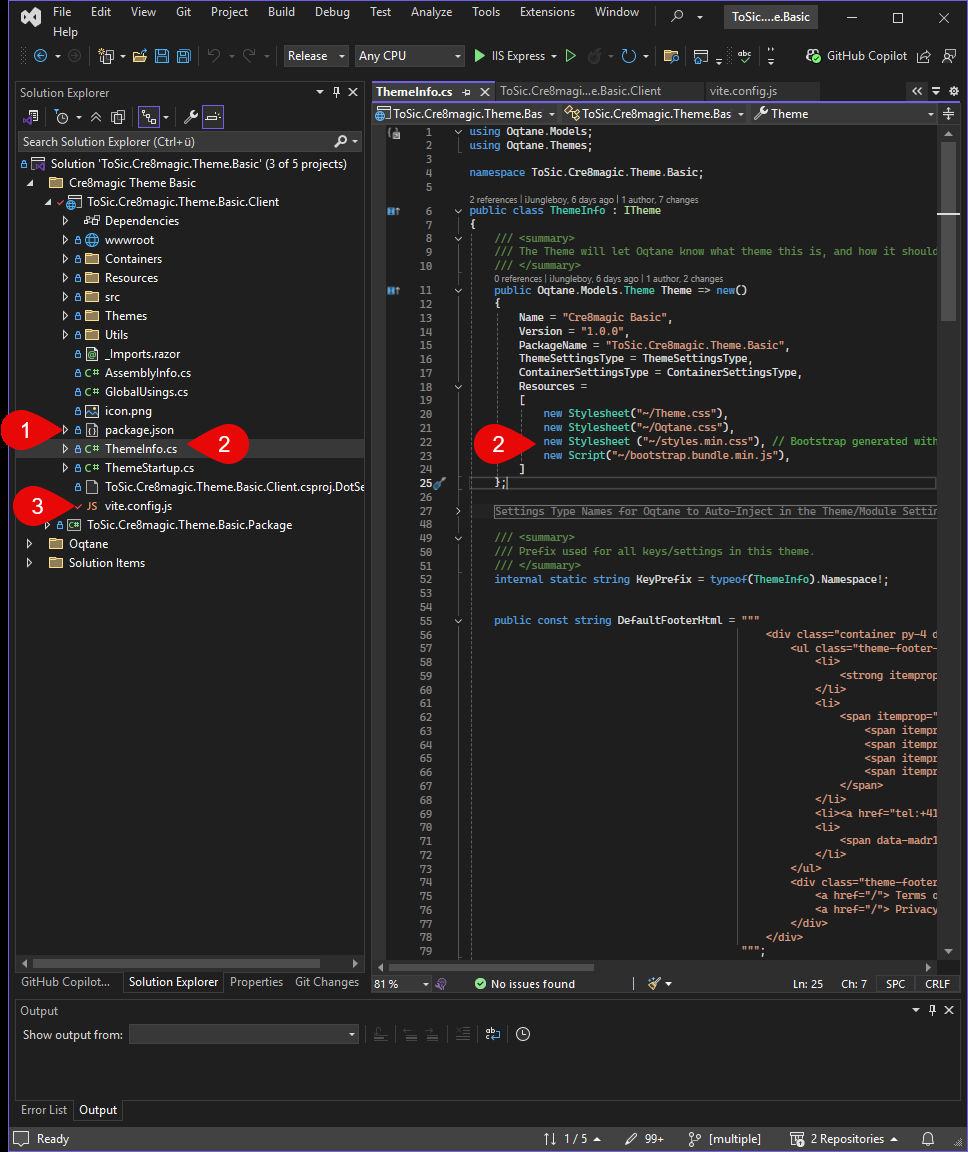 File Edit View Git Project Build Debug Test Analyze Tools Extensions Window ToSic....e.Basic
Help
Release Any CPU IIS Express abc GitHub Copilot
Solution Explorer
Search Solution Explorer (Ctrl+ü)
Solution 'ToSic.Cre8magic.Theme.Basic' (3 of 5 projects)
Cre8magic Theme Basic
ToSic.Cre8magic.Theme.Basic.Client
Dependencies
wwwroot
Containers
Resources
src
Themes
Utils
_Imports.razor
C# AssemblyInfo.cs
C# GlobalUsings.cs
icon.png
1 package.json
C# ThemeInfo.cs 2
C# ThemeStartup.cs
ToSic.Cre8magic.Theme.Basic.Client.csproj.DotSe
3 JS vite.config.js
C# ToSic.Cre8magic.Theme.Basic.Package
Oqtane
Solution Items
GitHub Copilot... Solution Explorer Properties Git Changes
ThemeInfo.cs ToSic.Cre8magi...e.Basic.Client vite.config.js
ToSic.Cre8magic.Theme.Bas ToSic.Cre8magic.Theme.Bas Theme
1 using Oqtane.Models;
2 using Oqtane.Themes;
3
4 namespace ToSic.Cre8magic.Theme.Basic;
5
2 references | iJungleboy, 6 days ago | 1 author, 7 changes
6 public class ThemeInfo : ITheme
7 {
8 /// <summary>
9 /// The Theme will let Oqtane know what theme this is, and how it should
10 /// </summary>
0 references | iJungleboy, 6 days ago | 1 author, 2 changes
11 public Oqtane.Models.Theme Theme => new()
12 {
13 Name = "Cre8magic Basic",
14 Version = "1.0.0",
15 PackageName = "ToSic.Cre8magic.Theme.Basic",
16 ThemeSettingsType = ThemeSettingsType,
17 ContainerSettingsType = ContainerSettingsType,
18 Resources =
19 [
20 new Stylesheet("~/Theme.css"),
21 new Stylesheet("~/Oqtane.css"),
22 2 new Stylesheet ("~/styles.min.css"), // Bootstrap generated with
23 new Script("~/bootstrap.bundle.min.js"),
24 ]
25 };
26
27 Settings Type Names for Oqtane to Auto-Inject in the Theme/Module Settin
48
49 /// <summary>
50 /// Prefix used for all keys/settings in this theme.
51 /// </summary>
52 internal static string KeyPrefix = typeof(ThemeInfo).Namespace!;
53
54
55 public const string DefaultFooterHtml = """
56 <div class="container py-4 d
57 <ul class="theme-footer-
58 <li>
59 <strong itemprop
60 </li>
61 <li>
62 <span itemprop="
63 <span itempr
64 <span itempr
65 <span itempr
66 <span itempr
67 </span>
68 </li>
69 <li><a href="tel:+41
70 <li>
71 <span data-madr1
72 </li>
73 </ul>
74 <div class="theme-footer
75 <a href="/"> Terms o
76 <a href="/"> Privacy
77 </div>
78 </div>
79 """;
81 % No issues found Ln: 25 Ch: 7 SPC CRLF
Output
Show output from:
Error List Output
Ready 1 / 5 99+ [multiple] 2 Repositories